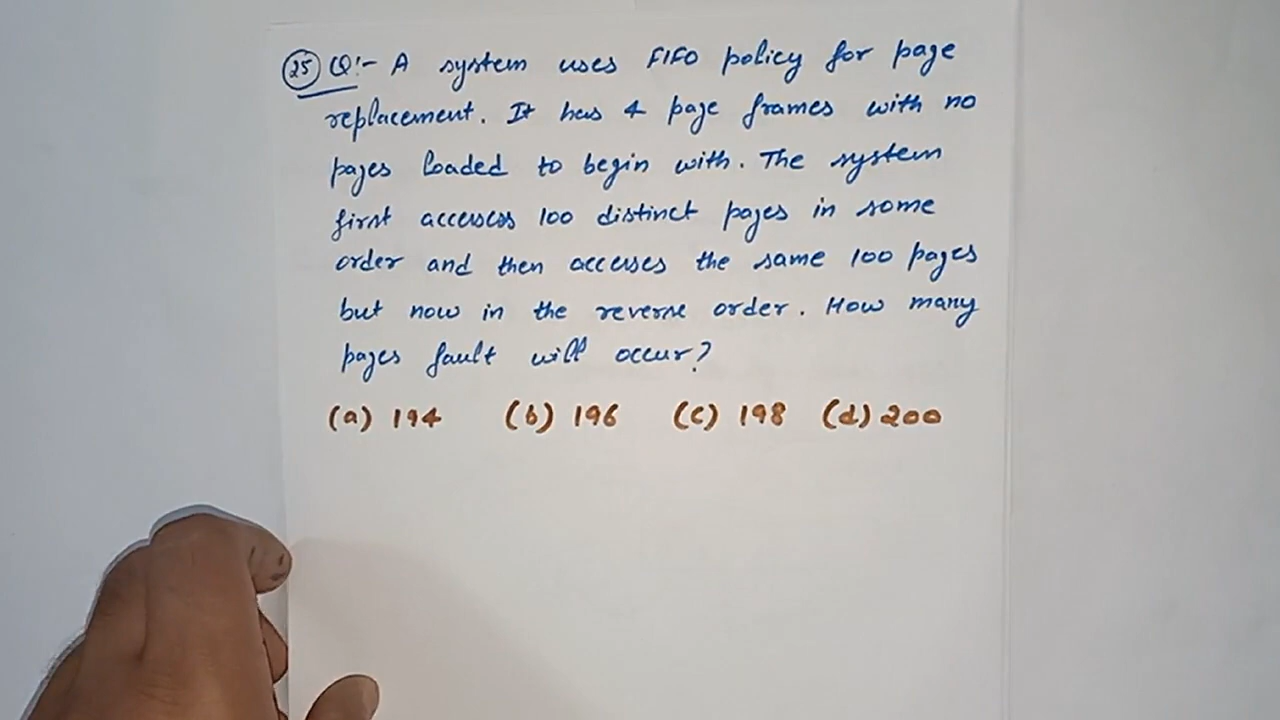 25 Q:- A system uses FIFO policy for page
replacement. It has 4 page frames with no
pages loaded to begin with. The system
first accesses 100 distinct pages in some
order and then accesses the same 100 pages
but now in the reverse order. How many
pages fault will occur?
(a) 194 (b) 196 (c) 198 (d) 200